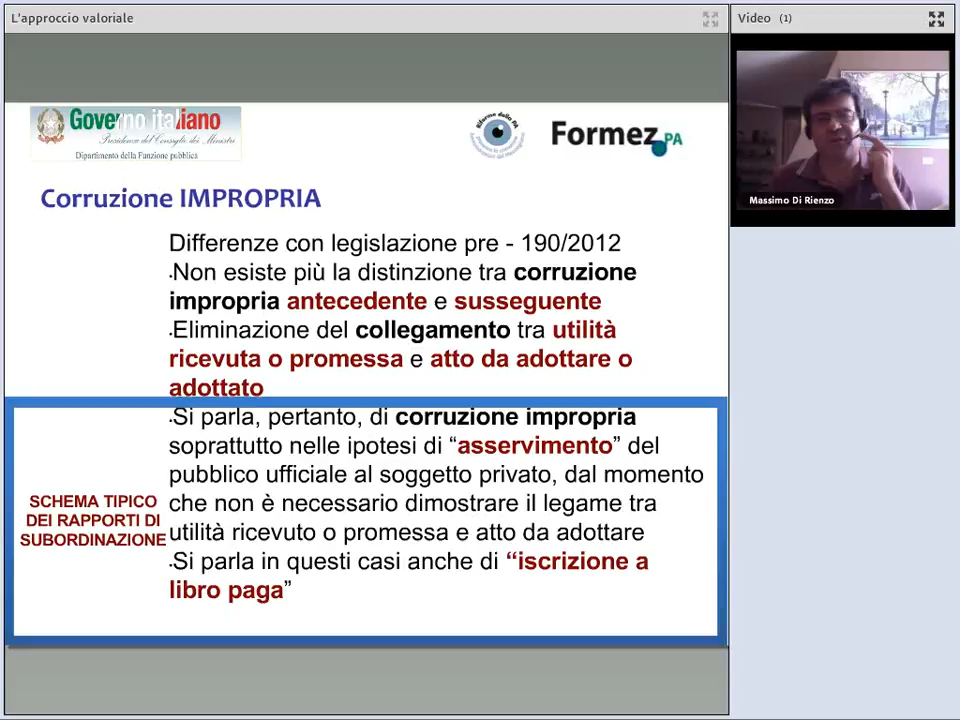 L'approccio valoriale
Video (1)
Governo italiano
Presidenza del Consiglio dei Ministri
Dipartimento della Funzione pubblica
Formez PA
Massimo Di Rienzo
Corruzione IMPROPRIA
Differenze con legislazione pre - 190/2012
·Non esiste più la distinzione tra corruzione
impropria antecedente e susseguente
·Eliminazione del collegamento tra utilità
ricevuta o promessa e atto da adottare o
adottato
·Si parla, pertanto, di corruzione impropria
soprattutto nelle ipotesi di “asservimento” del
pubblico ufficiale al soggetto privato, dal momento
che non è necessario dimostrare il legame tra
utilità ricevuto o promessa e atto da adottare
·Si parla in questi casi anche di “iscrizione a
libro paga”
SCHEMA TIPICO
DEI RAPPORTI DI
SUBORDINAZIONE